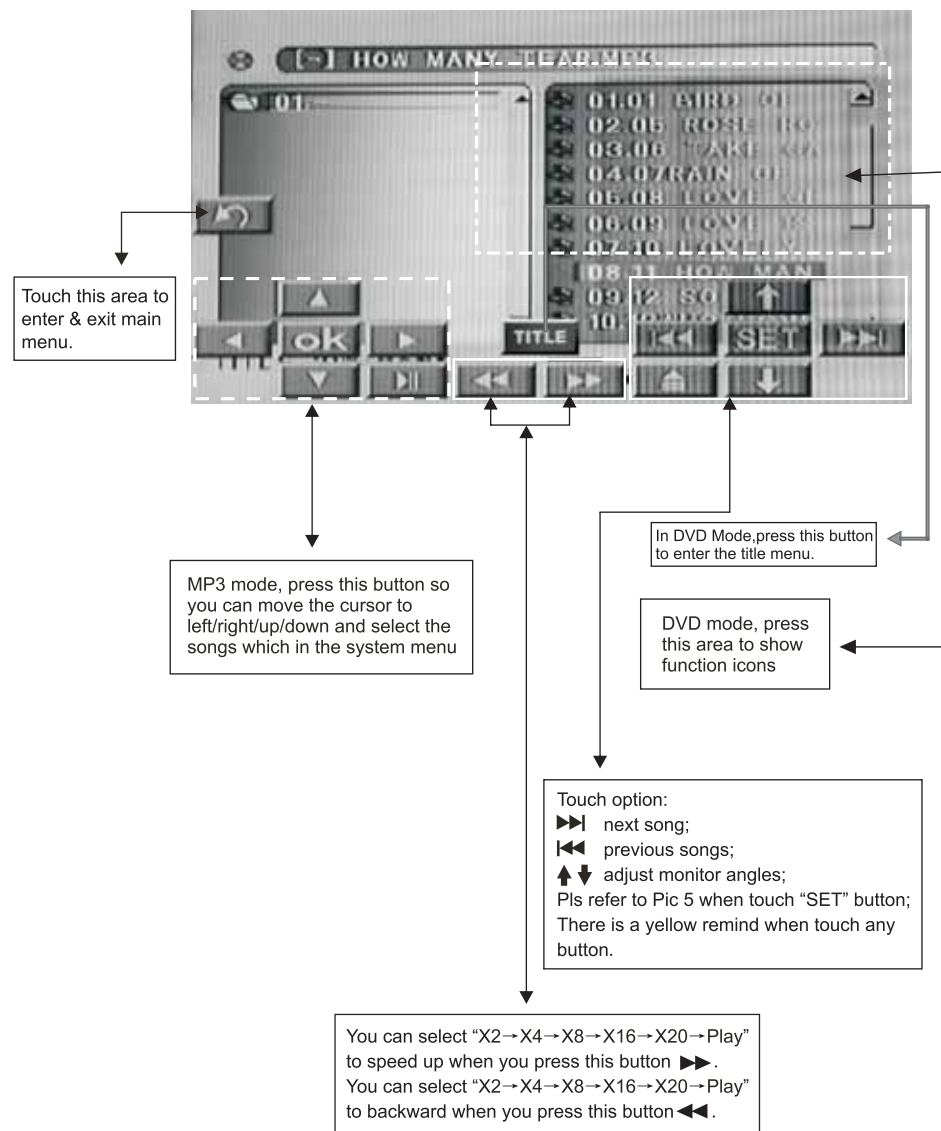 HOW MANY
01.
01.01 BIRD OF
02.05 ROSE
03.06 TAKE
04.07RAIN OF
05.08 LOVE
06.09 LOVE
07.10 LOVE
08.11 HOW MAN
09.12 SO
10.
ok
TITLE
SET
Touch this area to
enter & exit main
menu.
In DVD Mode,press this button
to enter the title menu.
MP3 mode, press this button so
you can move the cursor to
left/right/up/down and select the
songs which in the system menu
DVD mode, press
this area to show
function icons
Touch option:
next song;
previous songs;
adjust monitor angles;
Pls refer to Pic 5 when touch “SET” button;
There is a yellow remind when touch any
button.
You can select “X2→X4→X8→X16→X20→Play”
to speed up when you press this button ▶▶.
You can select “X2→X4→X8→X16→X20→Play”
to backward when you press this button ◀◀.